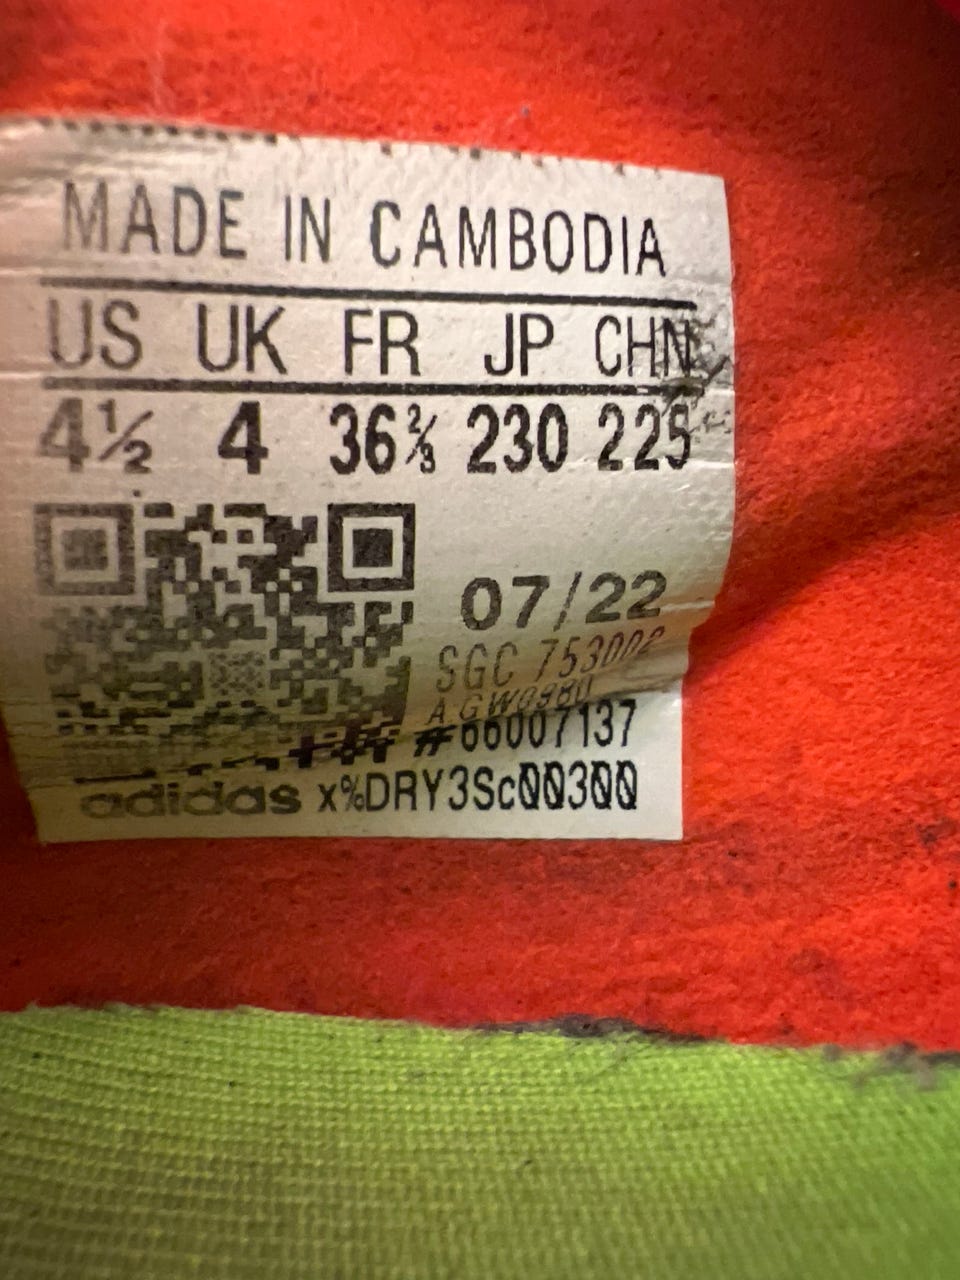 MADE IN CAMBODIA
US UK FR JP CHN
4½ 4 36⅔ 230 225
07/22
SGC 753002
#66007137
adidas x%DRY3Sc00300